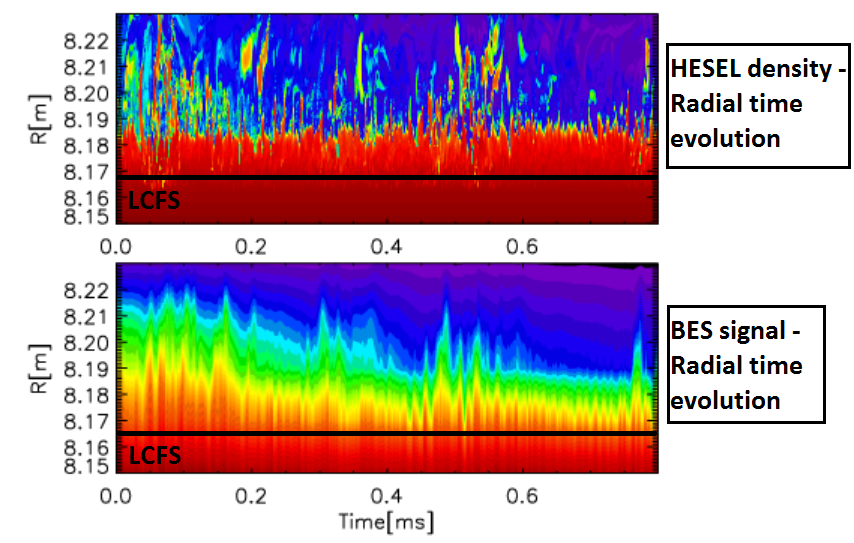 8.22
8.21
8.20
8.19
8.18
8.17
8.16
8.15
R[m]
LCFS
0.0 0.2 0.4 0.6
HESEL density -
Radial time
evolution
8.22
8.21
8.20
8.19
8.18
8.17
8.16
8.15
R[m]
LCFS
0.0 0.2 0.4 0.6
Time[ms]
BES signal -
Radial time
evolution